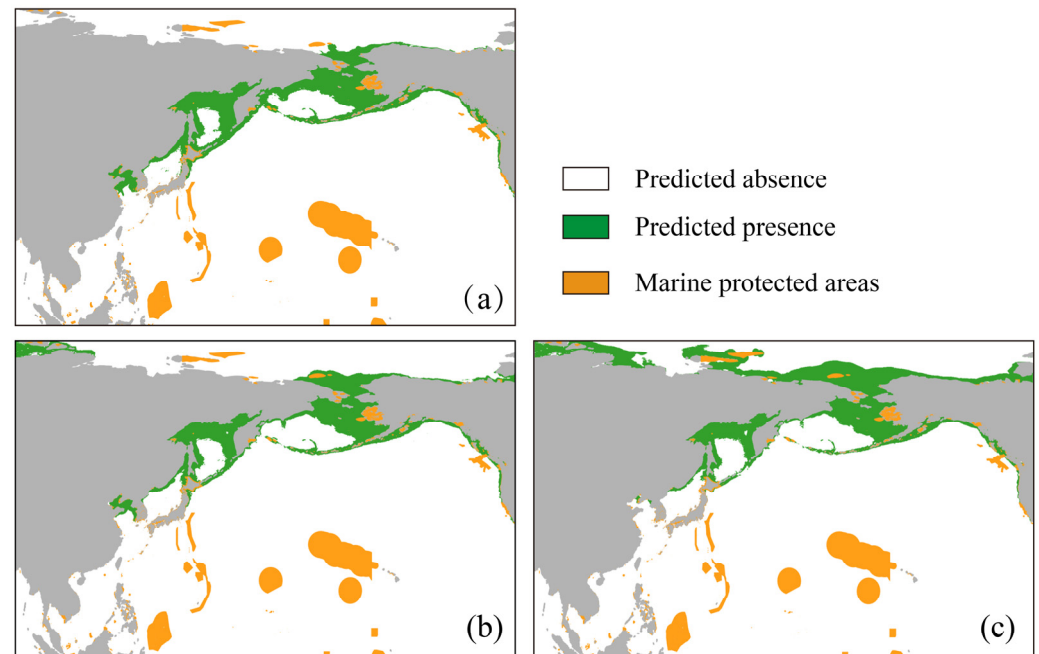 Predicted absence
Predicted presence
Marine protected areas
(a)
(b)
(c)